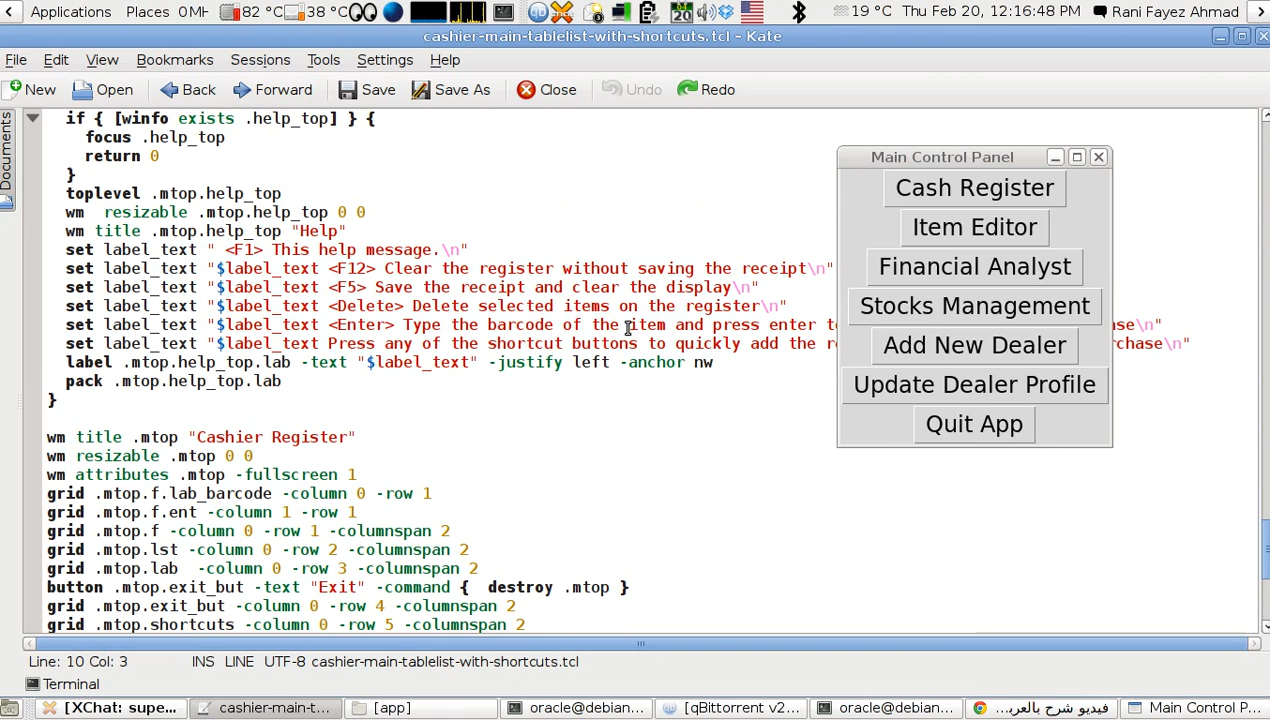 Applications Places 0MH 82 °C 38 °C 20 19 °C Thu Feb 20, 12:16:48 PM Rani Fayez Ahmad
cashier-main-tablelist-with-shortcuts.tcl - Kate
File Edit View Bookmarks Sessions Tools Settings Help
New Open Back Forward Save Save As Close Undo Redo
Documents
if { [winfo exists .help_top] } {
focus .help_top
return 0
}
toplevel .mtop.help_top
wm resizable .mtop.help_top 0 0
wm title .mtop.help_top "Help"
set label_text " <F1> This help message.\n"
set label_text "$label_text <F12> Clear the register without saving the receipt\n"
set label_text "$label_text <F5> Save the receipt and clear the display\n"
set label_text "$label_text <Delete> Delete selected items on the register\n"
set label_text "$label_text <Enter> Type the barcode of the item and press enter t
se\n"
set label_text "$label_text Press any of the shortcut buttons to quickly add the r
rchase\n"
label .mtop.help_top.lab -text "$label_text" -justify left -anchor nw
pack .mtop.help_top.lab
}
wm title .mtop "Cashier Register"
wm resizable .mtop 0 0
wm attributes .mtop -fullscreen 1
grid .mtop.f.lab_barcode -column 0 -row 1
grid .mtop.f.ent -column 1 -row 1
grid .mtop.f -column 0 -row 1 -columnspan 2
grid .mtop.lst -column 0 -row 2 -columnspan 2
grid .mtop.lab -column 0 -row 3 -columnspan 2
button .mtop.exit_but -text "Exit" -command { destroy .mtop }
grid .mtop.exit_but -column 0 -row 4 -columnspan 2
grid .mtop.shortcuts -column 0 -row 5 -columnspan 2
Main Control Panel
Cash Register
Item Editor
Financial Analyst
Stocks Management
Add New Dealer
Update Dealer Profile
Quit App
Line: 10 Col: 3 INS LINE UTF-8 cashier-main-tablelist-with-shortcuts.tcl
Terminal
[XChat: supe... cashier-main-t... [app] oracle@debian... [qBittorrent v2... oracle@debian... فيديو شرح بالعر... Main Control P...